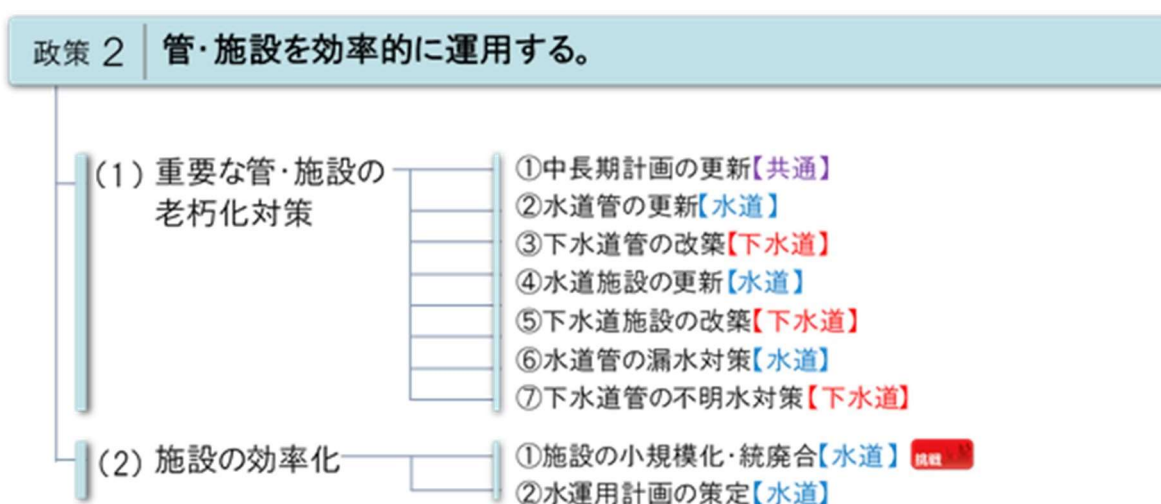 政策 2 管・施設を効率的に運用する。
(1) 重要な管・施設の
老朽化対策
①中長期計画の更新【共通】
②水道管の更新【水道】
③下水道管の改築【下水道】
④水道施設の更新【水道】
⑤下水道施設の改築【下水道】
⑥水道管の漏水対策【水道】
⑦下水道管の不明水対策【下水道】
(2) 施設の効率化
①施設の小規模化・統廃合【水道】 挑戦
②水運用計画の策定【水道】